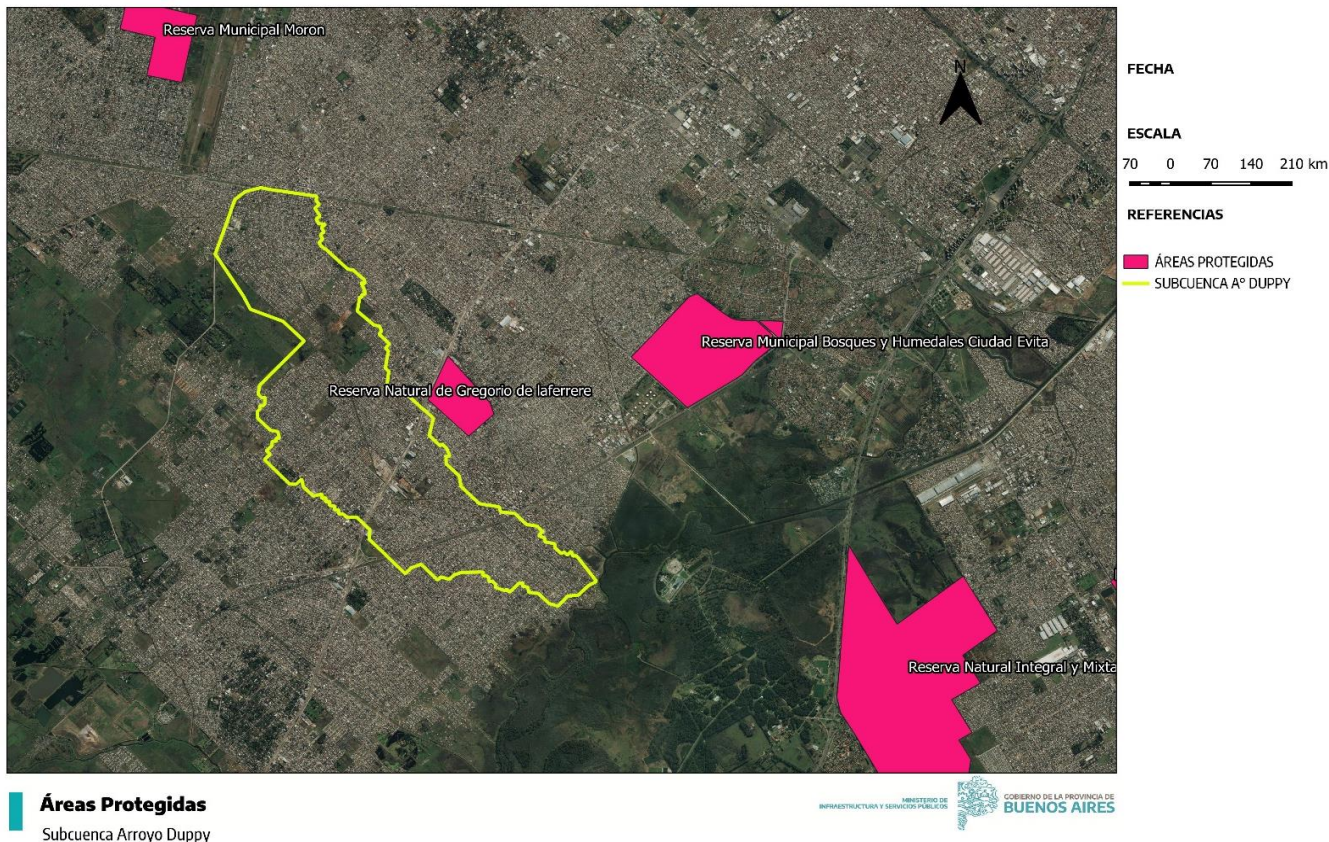 Reserva Municipal Moron
N
Reserva Municipal Bosques y Humedales Ciudad Evita
Reserva Natural de Gregorio de laferrere
Reserva Natural Integral y Mixta
FECHA
ESCALA
70 0 70 140 210 km
REFERENCIAS
ÁREAS PROTEGIDAS
SUBCUENCA Aº DUPPY
Áreas Protegidas
Subcuenca Arroyo Duppy
MINISTERIO DE
INFRAESTRUCTURA Y SERVICIOS PÚBLICOS
GOBIERNO DE LA PROVINCIA DE
BUENOS AIRES